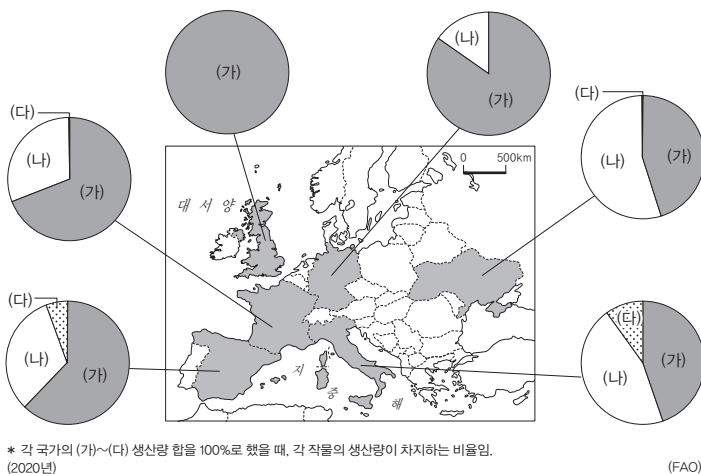 (가)
(나)
(가)
(다)
(나)
(가)
(다)
(나)
(가)
0 500km
대 서 양
(다)
(나)
(가)
지 중 해
(다)
(나)
(가)
* 각 국가의 (가)~(다) 생산량 합을 100%로 했을 때, 각 작물의 생산량이 차지하는 비율임.
(2020년)
(FAO)